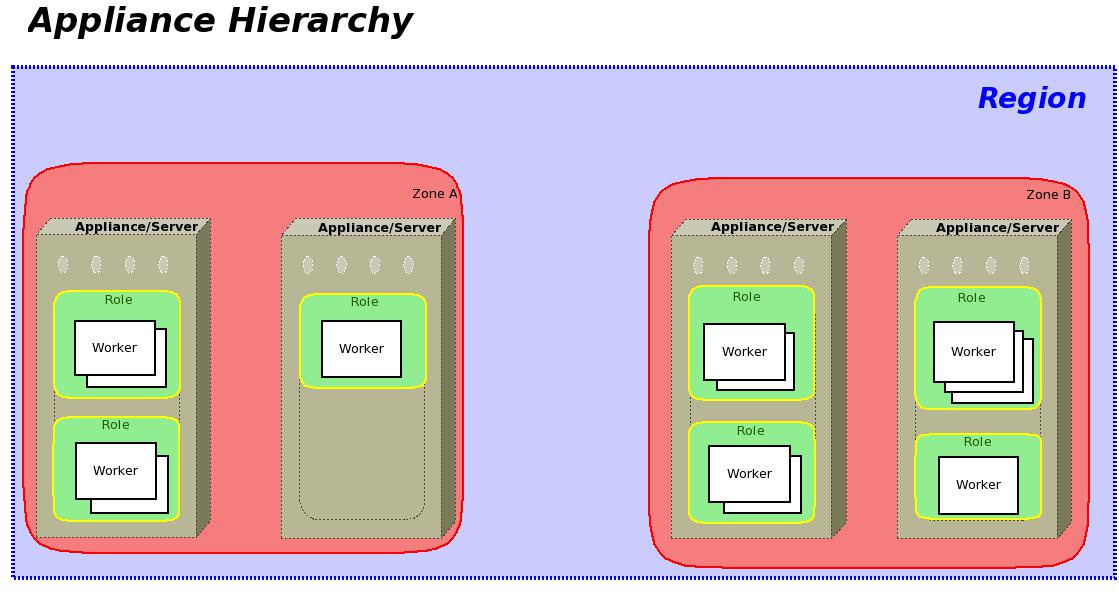 Appliance Hierarchy
Region
Zone A
Appliance/Server
Role
Worker
Role
Worker
Appliance/Server
Role
Worker
Zone B
Appliance/Server
Role
Worker
Role
Worker
Appliance/Server
Role
Worker
Role
Worker